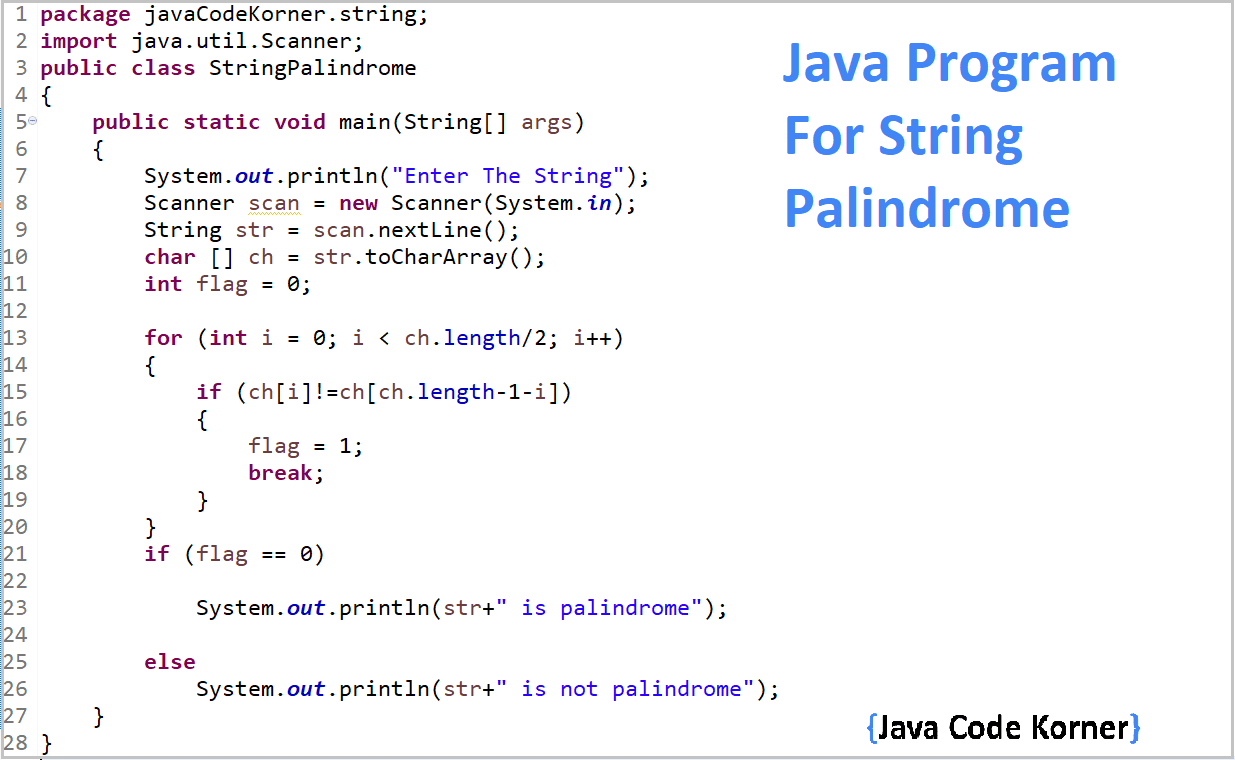 1 package javaCodeKorner.string;
2 import java.util.Scanner;
3 public class StringPalindrome
4 {
5 public static void main(String[] args)
6 {
7 System.out.println("Enter The String");
8 Scanner scan = new Scanner(System.in);
9 String str = scan.nextLine();
10 char [] ch = str.toCharArray();
11 int flag = 0;
12
13 for (int i = 0; i < ch.length/2; i++)
14 {
15 if (ch[i]!=ch[ch.length-1-i])
16 {
17 flag = 1;
18 break;
19 }
20 }
21 if (flag == 0)
22
23 System.out.println(str+" is palindrome");
24
25 else
26 System.out.println(str+" is not palindrome");
27 }
28 }
Java Program
For String
Palindrome
{Java Code Korner}